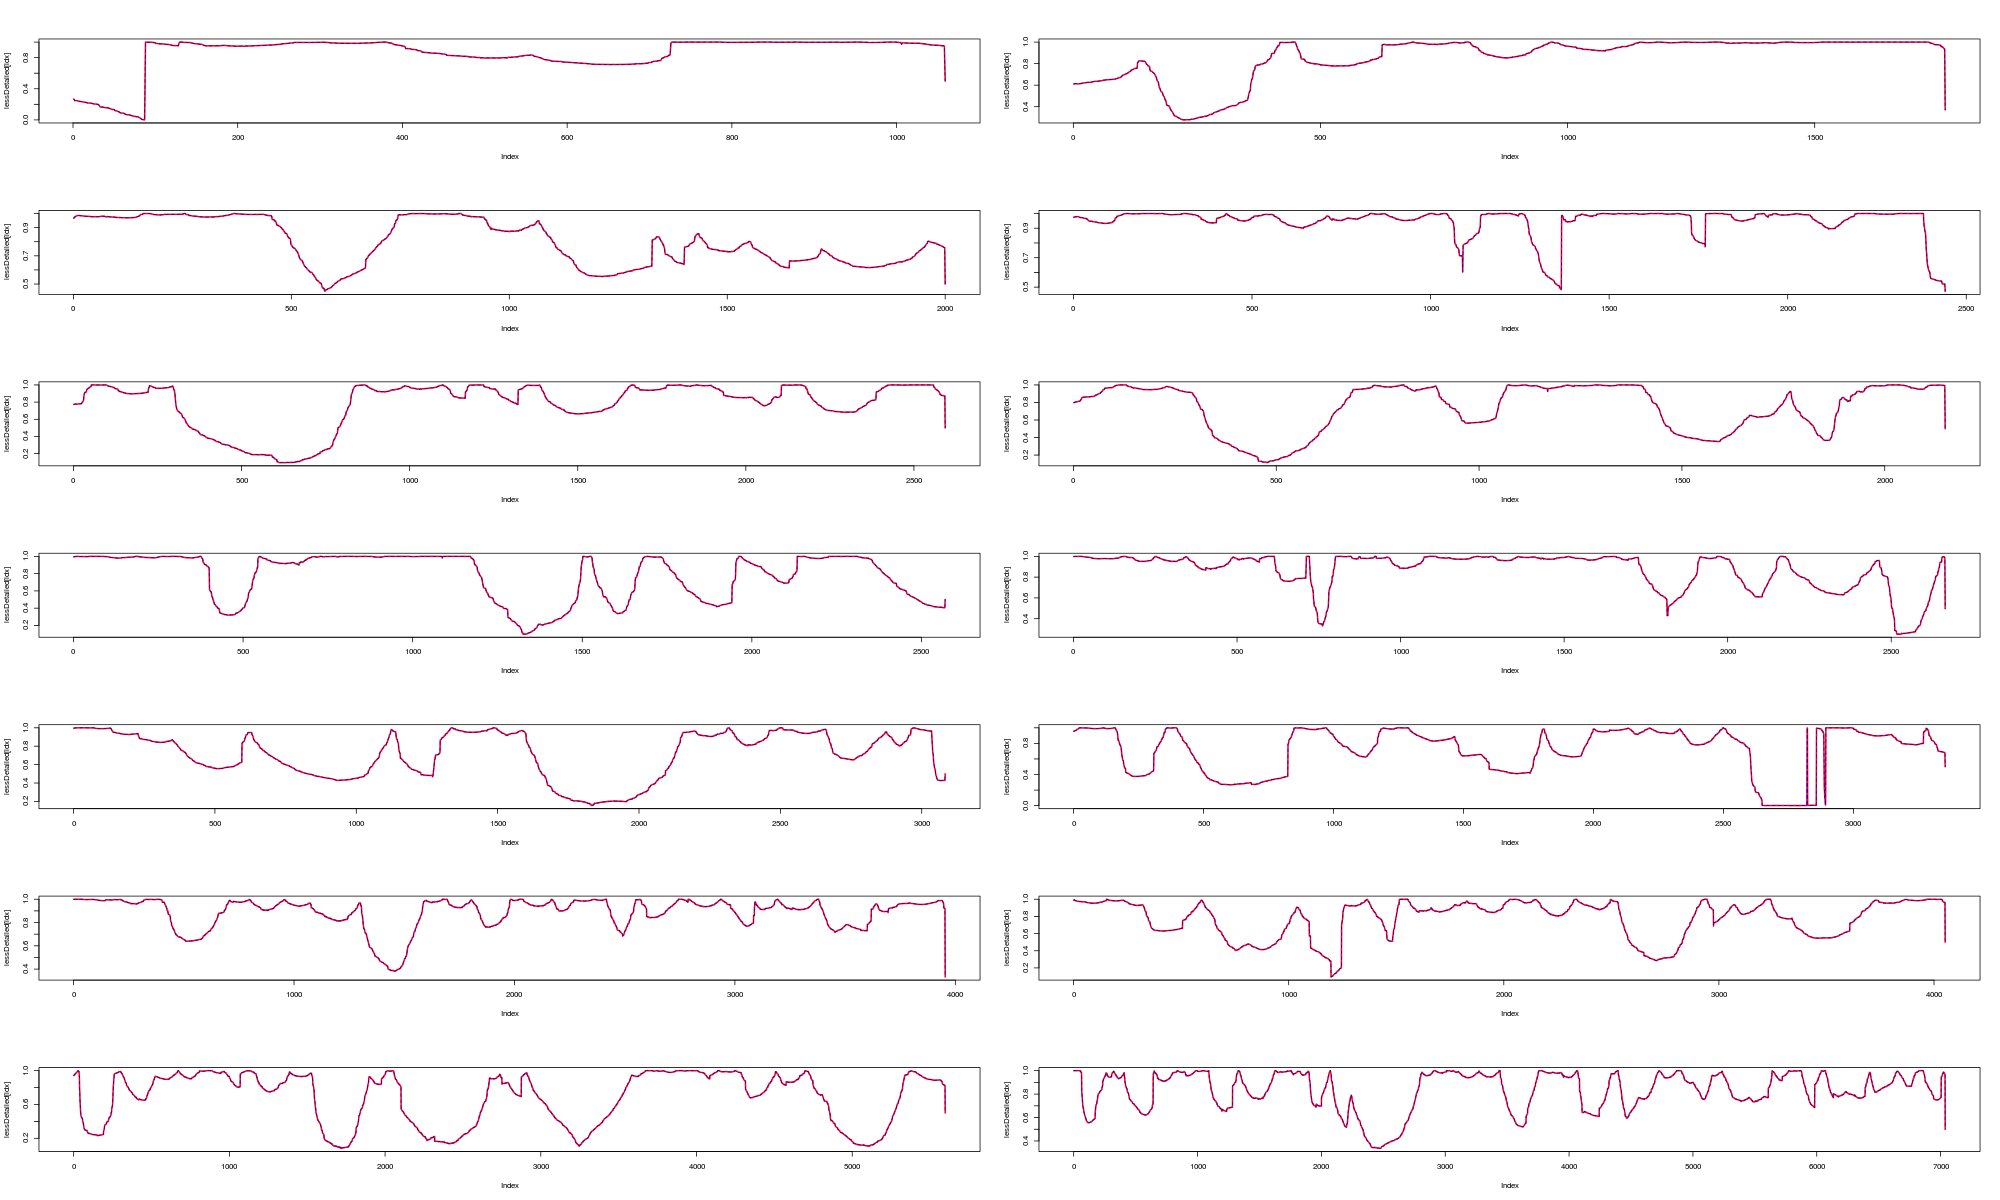 lessDetailed[idx]
0.0 0.4 0.8
0 200 400 600 800 1000
Index
lessDetailed[idx]
0.4 0.6 0.8 1.0
0 500 1000 1500
Index
lessDetailed[idx]
0.5 0.7 0.9
0 500 1000 1500 2000
Index
lessDetailed[idx]
0.5 0.7 0.9
0 500 1000 1500 2000 2500
Index
lessDetailed[idx]
0.2 0.4 0.6 0.8 1.0
0 500 1000 1500 2000 2500
Index
lessDetailed[idx]
0.2 0.4 0.6 0.8 1.0
0 500 1000 1500 2000
Index
lessDetailed[idx]
0.2 0.4 0.6 0.8 1.0
0 500 1000 1500 2000 2500
Index
lessDetailed[idx]
0.4 0.6 0.8 1.0
0 500 1000 1500 2000 2500
Index
lessDetailed[idx]
0.2 0.4 0.6 0.8 1.0
0 500 1000 1500 2000 2500 3000
Index
lessDetailed[idx]
0.0 0.4 0.8
0 500 1000 1500 2000 2500 3000
Index
lessDetailed[idx]
0.4 0.6 0.8 1.0
0 1000 2000 3000 4000
Index
lessDetailed[idx]
0.2 0.4 0.6 0.8 1.0
0 1000 2000 3000 4000
Index
lessDetailed[idx]
0.2 0.6 1.0
0 1000 2000 3000 4000 5000
Index
lessDetailed[idx]
0.4 0.6 0.8 1.0
0 1000 2000 3000 4000 5000 6000 7000
Index